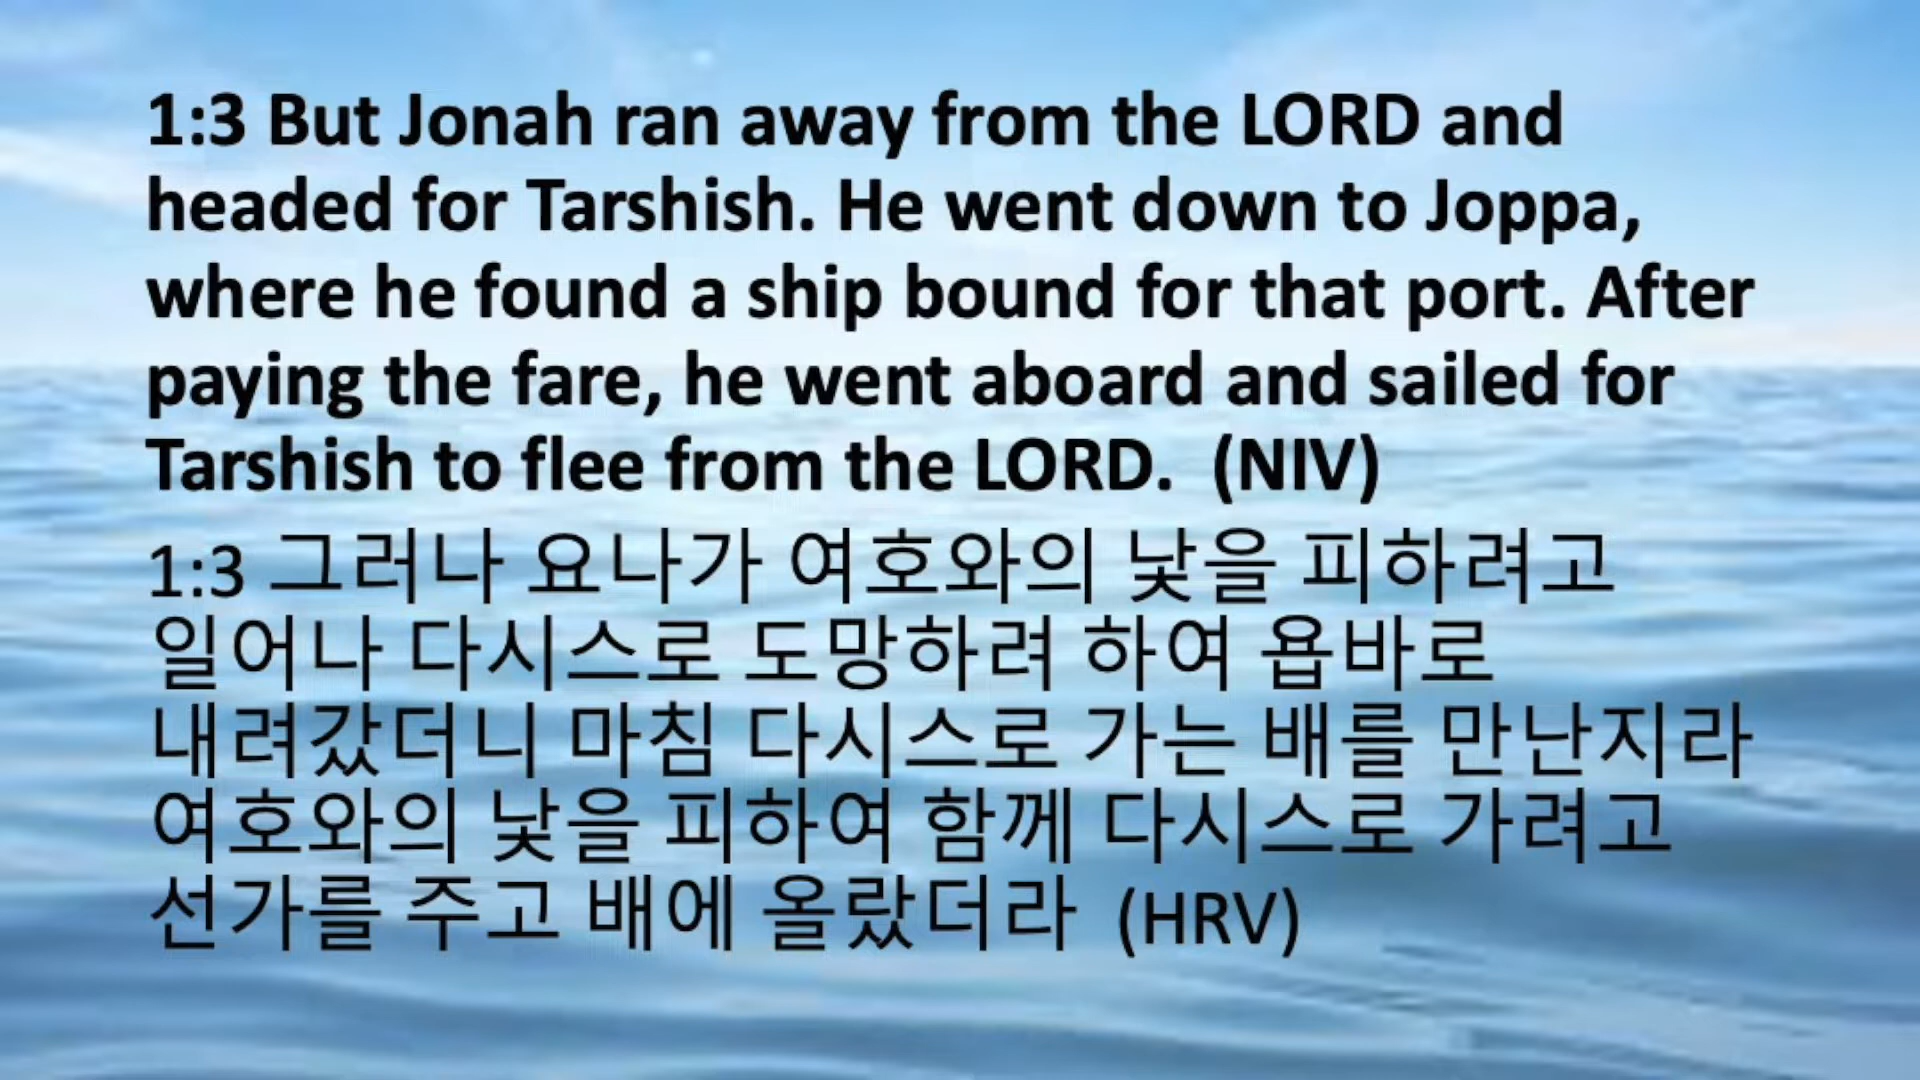 1:3 But Jonah ran away from the LORD and
headed for Tarshish. He went down to Joppa,
where he found a ship bound for that port. After
paying the fare, he went aboard and sailed for
Tarshish to flee from the LORD. (NIV)
1:3 그러나 요나가 여호와의 낯을 피하려고
일어나 다시스로 도망하려 하여 욥바로
내려갔더니 마침 다시스로 가는 배를 만난지라
여호와의 낯을 피하여 함께 다시스로 가려고
선가를 주고 배에 올랐더라 (HRV)